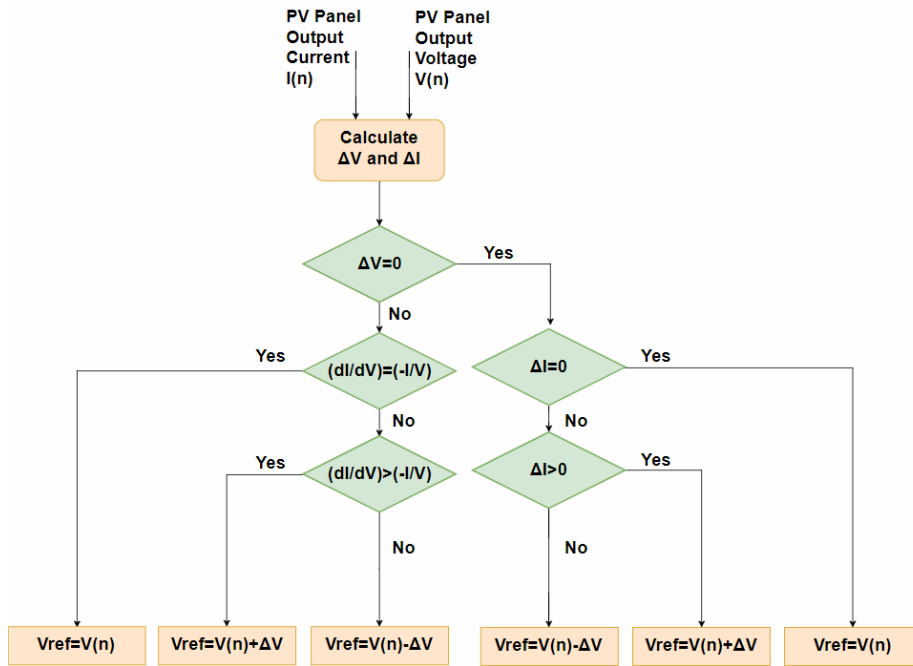 PV Panel
Output
Current
I(n)
PV Panel
Output
Voltage
V(n)
Calculate
ΔV and ΔI
ΔV=0
Yes
No
Yes
(dI/dV)=(-I/V)
ΔI=0
Yes
No
No
Yes
(dI/dV)>(-I/V)
ΔI>0
Yes
No
No
Vref=V(n)
Vref=V(n)+ΔV
Vref=V(n)-ΔV
Vref=V(n)-ΔV
Vref=V(n)+ΔV
Vref=V(n)